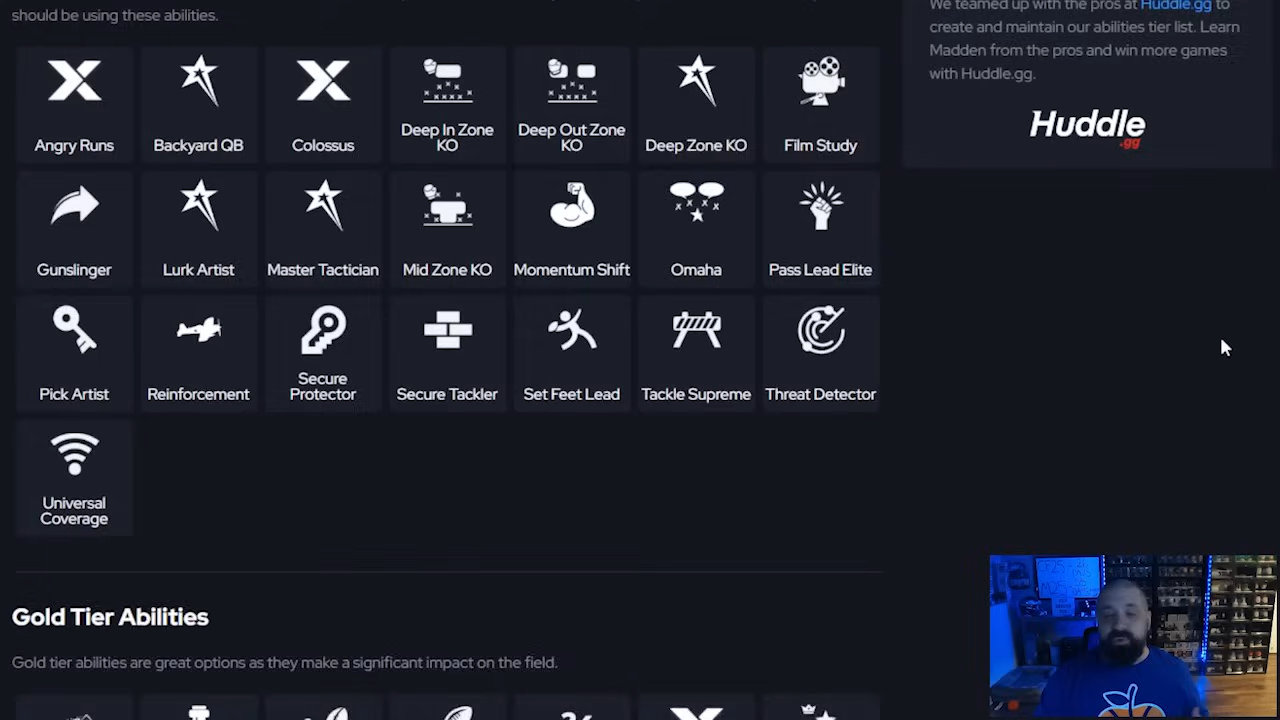 should be using these abilities.
We teamed up with the pros at Huddle.gg to
create and maintain our abilities tier list. Learn
Madden from the pros and win more games
with Huddle.gg.
Huddle
.gg
Angry Runs
Backyard QB
Colossus
Deep In Zone
KO
Deep Out Zone
KO
Deep Zone KO
Film Study
Gunslinger
Lurk Artist
Master Tactician
Mid Zone KO
Momentum Shift
Omaha
Pass Lead Elite
Pick Artist
Reinforcement
Secure
Protector
Secure Tackler
Set Feet Lead
Tackle Supreme
Threat Detector
Universal
Coverage
Gold Tier Abilities
Gold tier abilities are great options as they make a significant impact on the field.